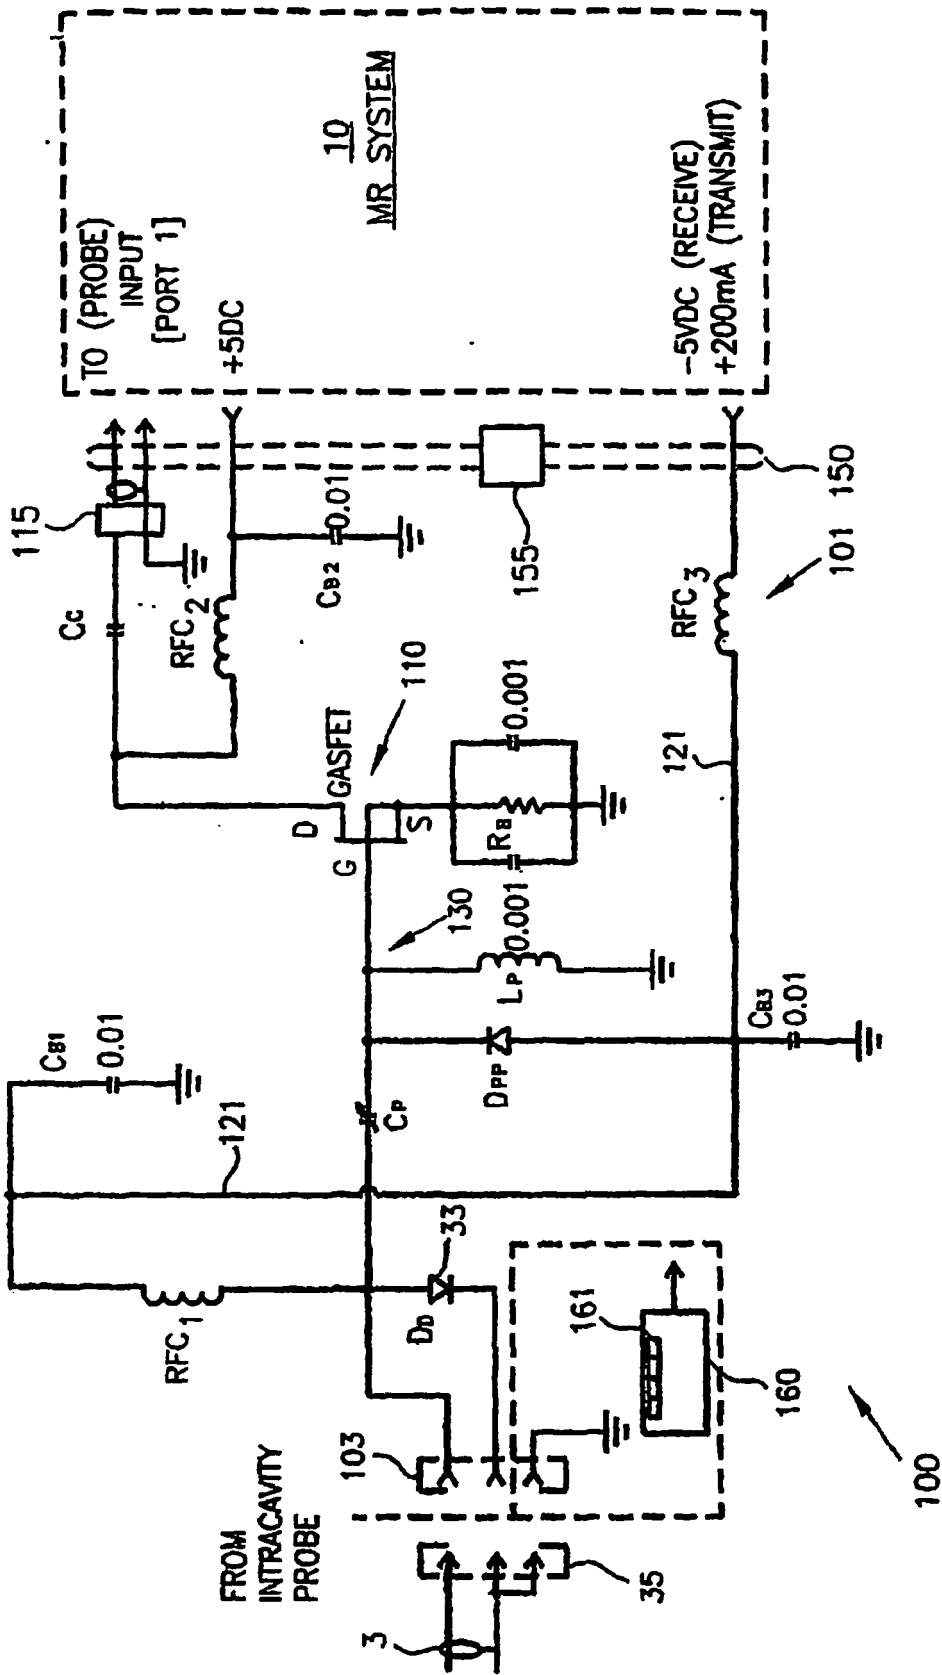 FROM
INTRACAVITY
PROBE
3
35
103
100
160
161
RFC1
DD
33
121
CB1
0.01
CP
DPP
CB3
0.01
LP
130
0.001
RB
0.001
G
D
S
GASFET
110
121
CC
RFC2
CB2
0.01
RFC3
101
115
155
150
TO (PROBE)
INPUT
[PORT 1]
+5DC
10
MR SYSTEM
-5VDC (RECEIVE)
+200mA (TRANSMIT)